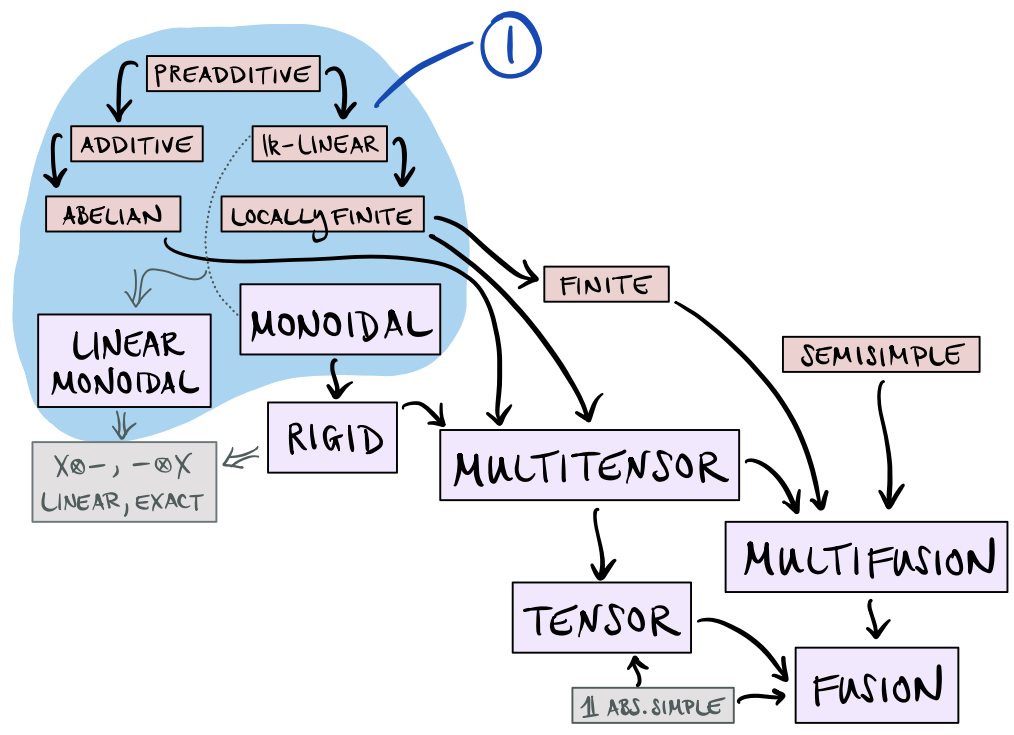 1
PREADDITIVE
ADDITIVE
𝕜-LINEAR
ABELIAN
LOCALLY FINITE
FINITE
LINEAR
MONOIDAL
MONOIDAL
SEMISIMPLE
RIGID
MULTITENSOR
X⊗-, -⊗X
LINEAR, EXACT
MULTIFUSION
TENSOR
𝟙 ABS. SIMPLE
FUSION